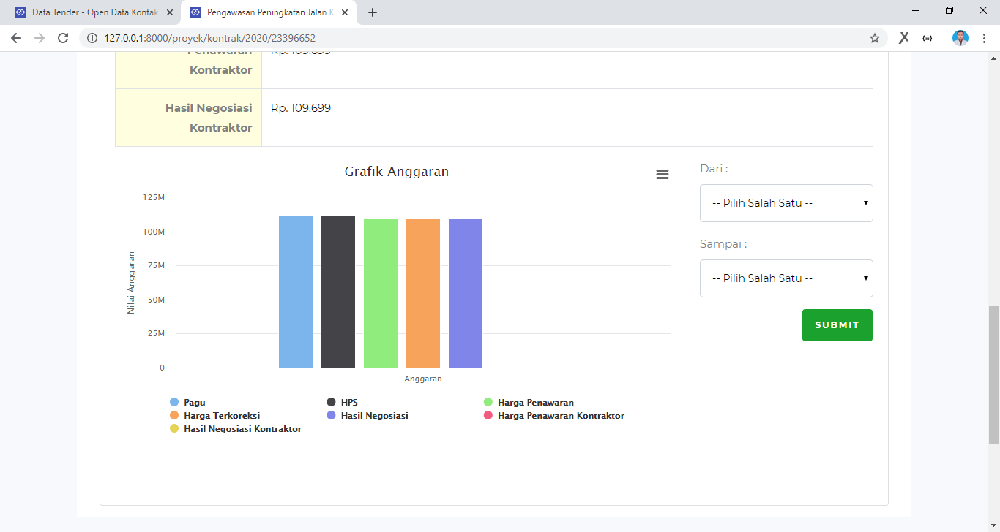 Data Tender - Open Data Kontak
Pengawasan Peningkatan Jalan K
127.0.0.1:8000/proyek/kontrak/2020/23396652
Penawaran
Kontraktor
Rp. 109.699
Hasil Negosiasi
Kontraktor
Rp. 109.699
Grafik Anggaran
125M
100M
75M
50M
25M
0
Nilai Anggaran
Anggaran
Pagu
HPS
Harga Penawaran
Harga Terkoreksi
Hasil Negosiasi
Harga Penawaran Kontraktor
Hasil Negosiasi Kontraktor
Dari :
-- Pilih Salah Satu --
Sampai :
-- Pilih Salah Satu --
SUBMIT